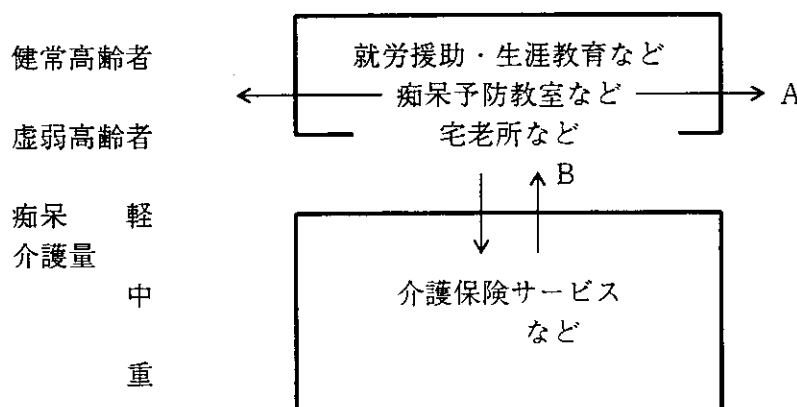 健常高齢者
就労援助・生涯教育など
痴呆予防教室など
A
虚弱高齢者
宅老所など
B
痴呆 軽
介護量
中
介護保険サービス
など
重